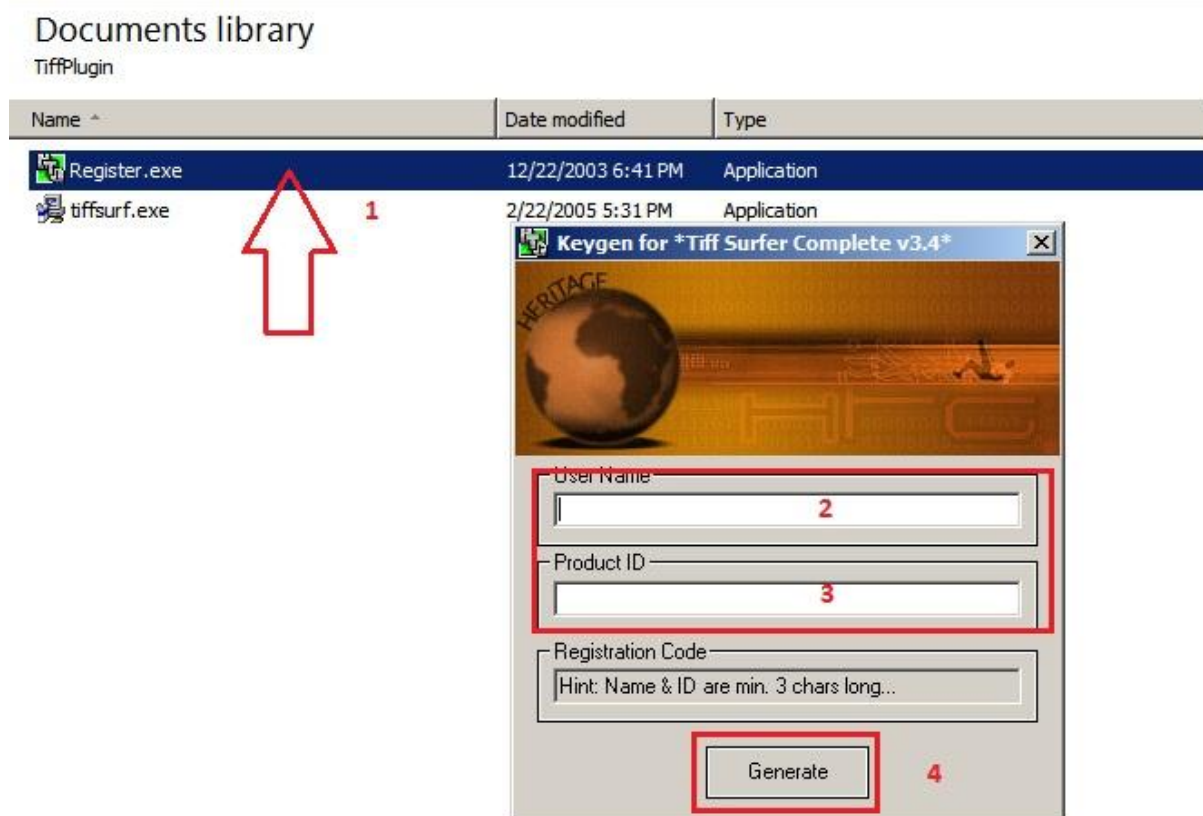 Documents library
TiffPlugin
Name Date modified Type
Register.exe 12/22/2003 6:41 PM Application
tiffsurf.exe 1 2/22/2005 5:31 PM Application
Keygen for *Tiff Surfer Complete v3.4*
HERITAGE
HTG
User Name
2
Product ID
3
Registration Code
Hint: Name & ID are min. 3 chars long...
Generate 4